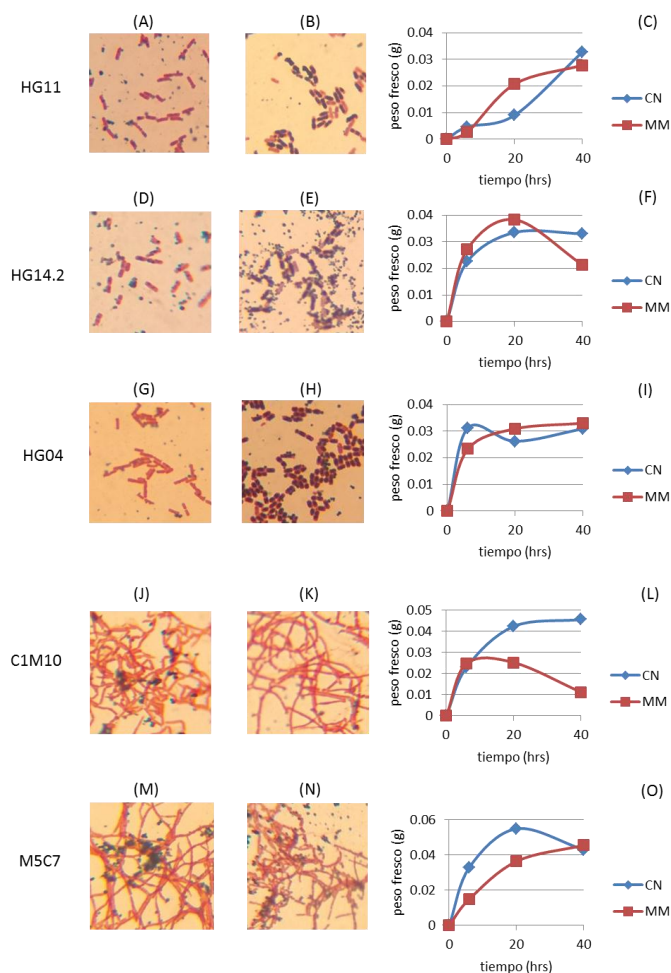 (A) (B) (C)
HG11
peso fresco (g)
0.04
0.03
0.02
0.01
0
0 20 40
tiempo (hrs)
CN
MM
(D) (E) (F)
HG14.2
peso fresco (g)
0.04
0.03
0.02
0.01
0
0 20 40
tiempo (hrs)
CN
MM
(G) (H) (I)
HG04
peso fresco (g)
0.04
0.03
0.02
0.01
0
0 20 40
tiempo (hrs)
CN
MM
(J) (K) (L)
C1M10
peso fresco (g)
0.05
0.04
0.03
0.02
0.01
0
0 20 40
tiempo (hrs)
CN
MM
(M) (N) (O)
M5C7
peso fresco (g)
0.06
0.04
0.02
0
0 20 40
tiempo (hrs)
CN
MM